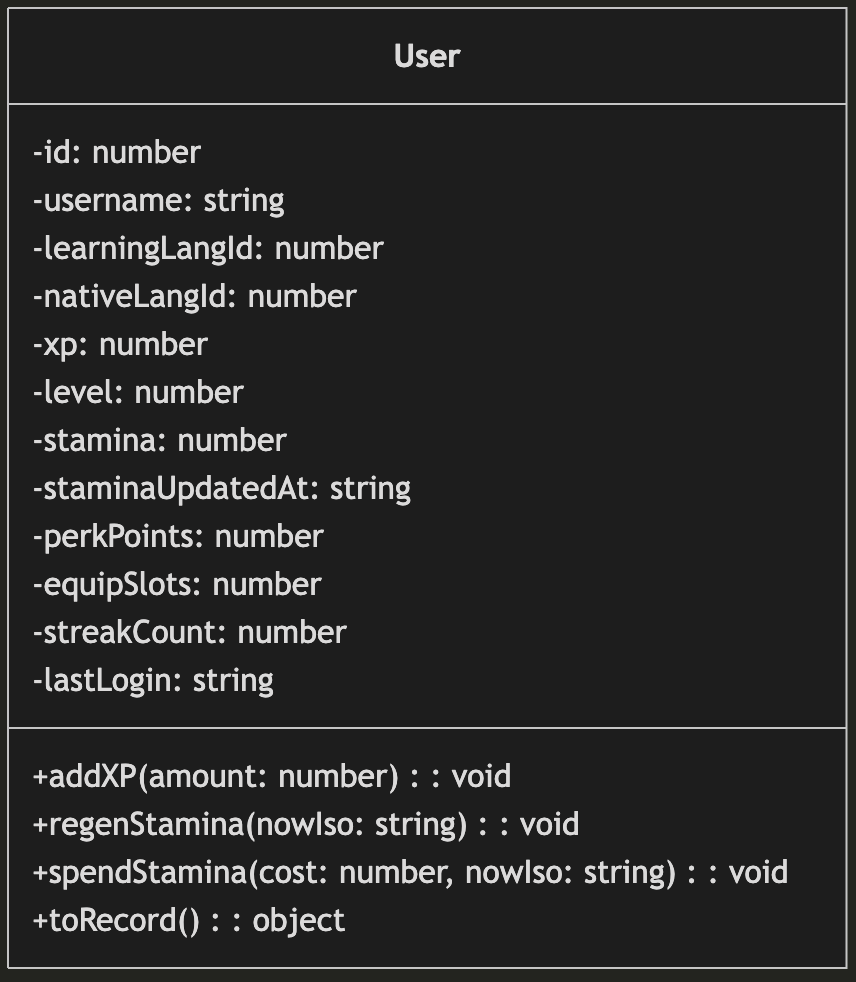 User
-id: number
-username: string
-learningLangId: number
-nativeLangId: number
-xp: number
-level: number
-stamina: number
-staminaUpdatedAt: string
-perkPoints: number
-equipSlots: number
-streakCount: number
-lastLogin: string
+addXP(amount: number) : : void
+regenStamina(nowIso: string) : : void
+spendStamina(cost: number, nowIso: string) : : void
+toRecord() : : object